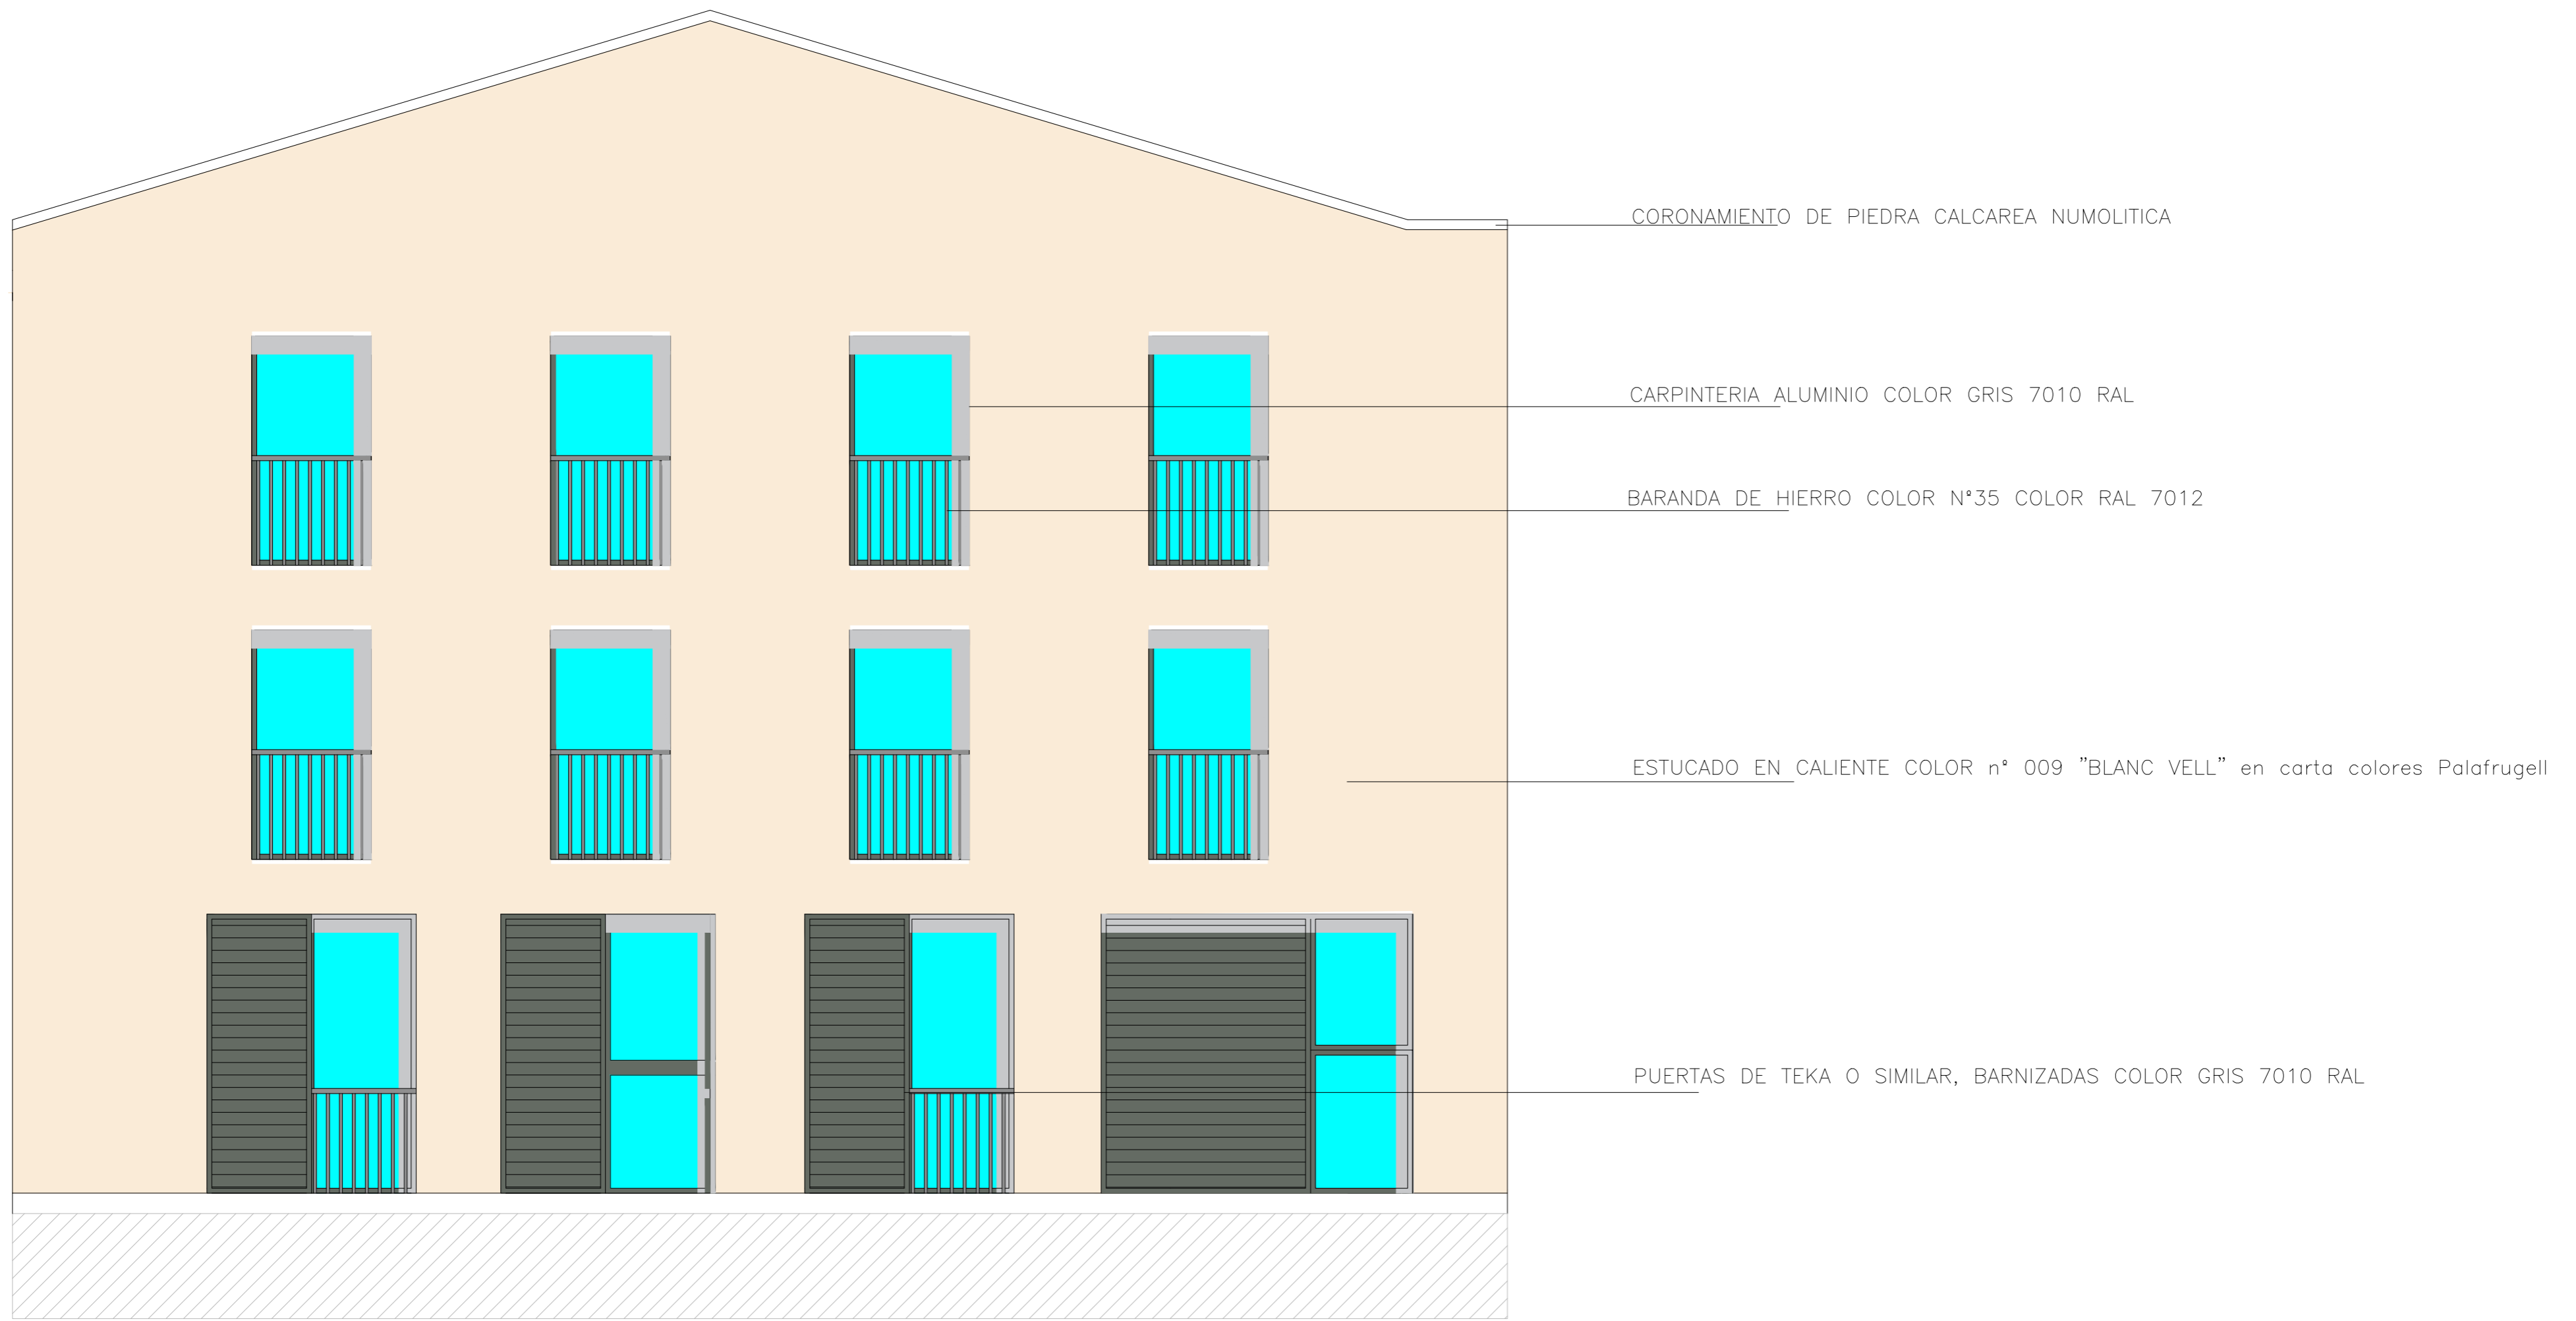 CORONAMIENTO DE PIEDRA CALCAREA NUMOLITICA
CARPINTERIA ALUMINIO COLOR GRIS 7010 RAL
BARANDA DE HIERRO COLOR Nº35 COLOR RAL 7012
ESTUCADO EN CALIENTE COLOR nº 009 "BLANC VELL" en carta colores Palafrugell
PUERTAS DE TEKA O SIMILAR, BARNIZADAS COLOR GRIS 7010 RAL